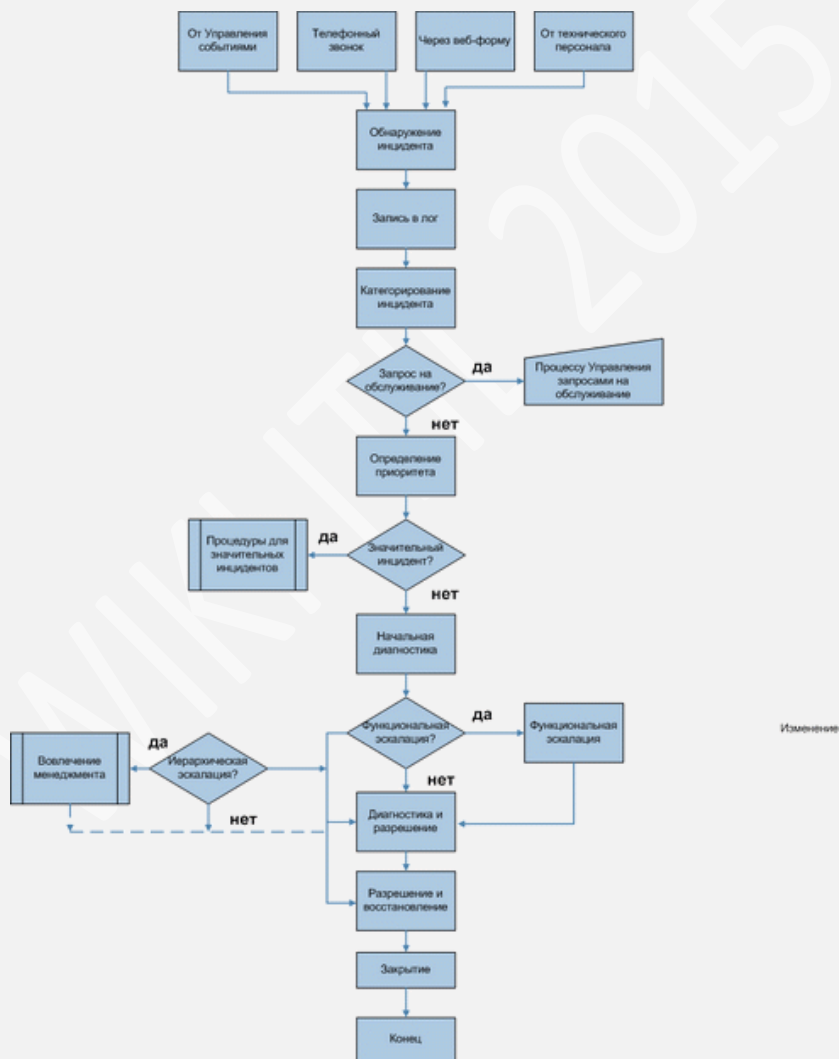 От Управления
событиями
Телефонный
звонок
Через веб-форму
От технического
персонала
Обнаружение
инцидента
Запись в лог
Категорирование
инцидента
Запрос на
обслуживание?
да
Процессу Управления
запросами на
обслуживание
нет
Определение
приоритета
Процедуры для
значительных
инцидентов
да
Значительный
инцидент?
нет
Начальная
диагностика
Функциональная
эскалация?
да
Функциональная
эскалация
Изменение
Вовлечение
менеджмента
да
Иерархическая
эскалация?
нет
нет
Диагностика и
разрешение
Разрешение и
восстановление
Закрытие
Конец
WIKI ITIL 2015